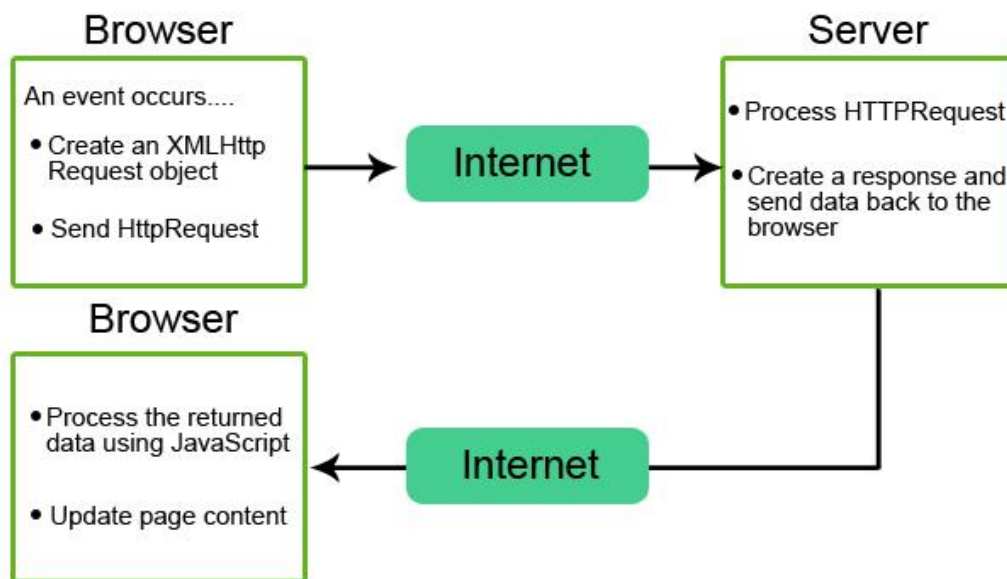 Browser
An event occurs....
• Create an XMLHttp
Request object
• Send HttpRequest
Internet
Server
• Process HTTPRequest
• Create a response and
send data back to the
browser
Browser
• Process the returned
data using JavaScript
• Update page content
Internet